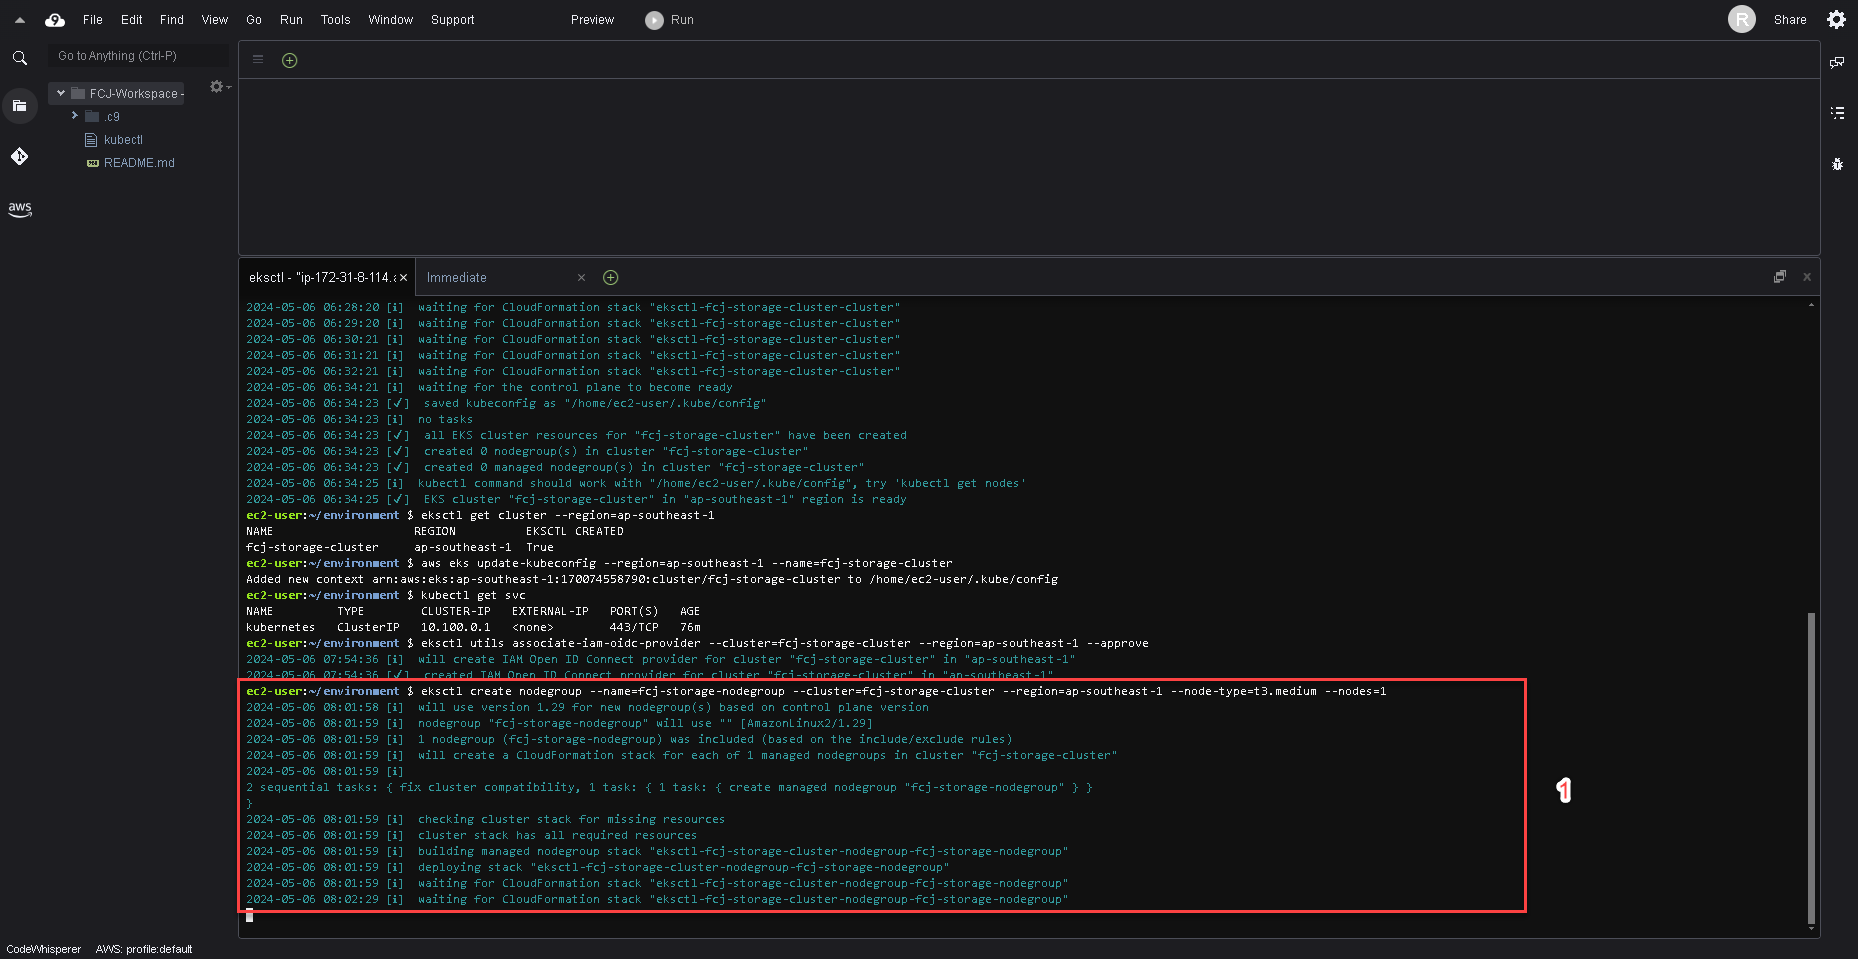 File Edit Find View Go Run Tools Window Support Preview Run R Share
Go to Anything (Ctrl-P)
FCJ-Workspace -
.c9
kubectl
README.md
aws
eksctl - "ip-172-31-8-114.a × Immediate ×
2024-05-06 06:28:20 [i] waiting for CloudFormation stack "eksctl-fcj-storage-cluster-cluster"
2024-05-06 06:29:20 [i] waiting for CloudFormation stack "eksctl-fcj-storage-cluster-cluster"
2024-05-06 06:30:21 [i] waiting for CloudFormation stack "eksctl-fcj-storage-cluster-cluster"
2024-05-06 06:31:21 [i] waiting for CloudFormation stack "eksctl-fcj-storage-cluster-cluster"
2024-05-06 06:32:21 [i] waiting for CloudFormation stack "eksctl-fcj-storage-cluster-cluster"
2024-05-06 06:34:21 [i] waiting for the control plane to become ready
2024-05-06 06:34:23 [✓] saved kubeconfig as "/home/ec2-user/.kube/config"
2024-05-06 06:34:23 [i] no tasks
2024-05-06 06:34:23 [✓] all EKS cluster resources for "fcj-storage-cluster" have been created
2024-05-06 06:34:23 [✓] created 0 nodegroup(s) in cluster "fcj-storage-cluster"
2024-05-06 06:34:23 [✓] created 0 managed nodegroup(s) in cluster "fcj-storage-cluster"
2024-05-06 06:34:25 [i] kubectl command should work with "/home/ec2-user/.kube/config", try 'kubectl get nodes'
2024-05-06 06:34:25 [✓] EKS cluster "fcj-storage-cluster" in "ap-southeast-1" region is ready
ec2-user:~/environment $ eksctl get cluster --region=ap-southeast-1
NAME REGION EKSCTL CREATED
fcj-storage-cluster ap-southeast-1 True
ec2-user:~/environment $ aws eks update-kubeconfig --region=ap-southeast-1 --name=fcj-storage-cluster
Added new context arn:aws:eks:ap-southeast-1:170074558790:cluster/fcj-storage-cluster to /home/ec2-user/.kube/config
ec2-user:~/environment $ kubectl get svc
NAME TYPE CLUSTER-IP EXTERNAL-IP PORT(S) AGE
kubernetes ClusterIP 10.100.0.1 <none> 443/TCP 76m
ec2-user:~/environment $ eksctl utils associate-iam-oidc-provider --cluster=fcj-storage-cluster --region=ap-southeast-1 --approve
2024-05-06 07:54:36 [i] will create IAM Open ID Connect provider for cluster "fcj-storage-cluster" in "ap-southeast-1"
2024-05-06 07:54:36 [✓] created IAM Open ID Connect provider for cluster "fcj-storage-cluster" in "ap-southeast-1"
ec2-user:~/environment $ eksctl create nodegroup --name=fcj-storage-nodegroup --cluster=fcj-storage-cluster --region=ap-southeast-1 --node-type=t3.medium --nodes=1
2024-05-06 08:01:58 [i] will use version 1.29 for new nodegroup(s) based on control plane version
2024-05-06 08:01:59 [i] nodegroup "fcj-storage-nodegroup" will use "" [AmazonLinux2/1.29]
2024-05-06 08:01:59 [i] 1 nodegroup (fcj-storage-nodegroup) was included (based on the include/exclude rules)
2024-05-06 08:01:59 [i] will create a CloudFormation stack for each of 1 managed nodegroups in cluster "fcj-storage-cluster"
2024-05-06 08:01:59 [i]
2 sequential tasks: { fix cluster compatibility, 1 task: { 1 task: { create managed nodegroup "fcj-storage-nodegroup" } }
}
1
2024-05-06 08:01:59 [i] checking cluster stack for missing resources
2024-05-06 08:01:59 [i] cluster stack has all required resources
2024-05-06 08:01:59 [i] building managed nodegroup stack "eksctl-fcj-storage-cluster-nodegroup-fcj-storage-nodegroup"
2024-05-06 08:01:59 [i] deploying stack "eksctl-fcj-storage-cluster-nodegroup-fcj-storage-nodegroup"
2024-05-06 08:01:59 [i] waiting for CloudFormation stack "eksctl-fcj-storage-cluster-nodegroup-fcj-storage-nodegroup"
2024-05-06 08:02:29 [i] waiting for CloudFormation stack "eksctl-fcj-storage-cluster-nodegroup-fcj-storage-nodegroup"
CodeWhisperer AWS: profile:default